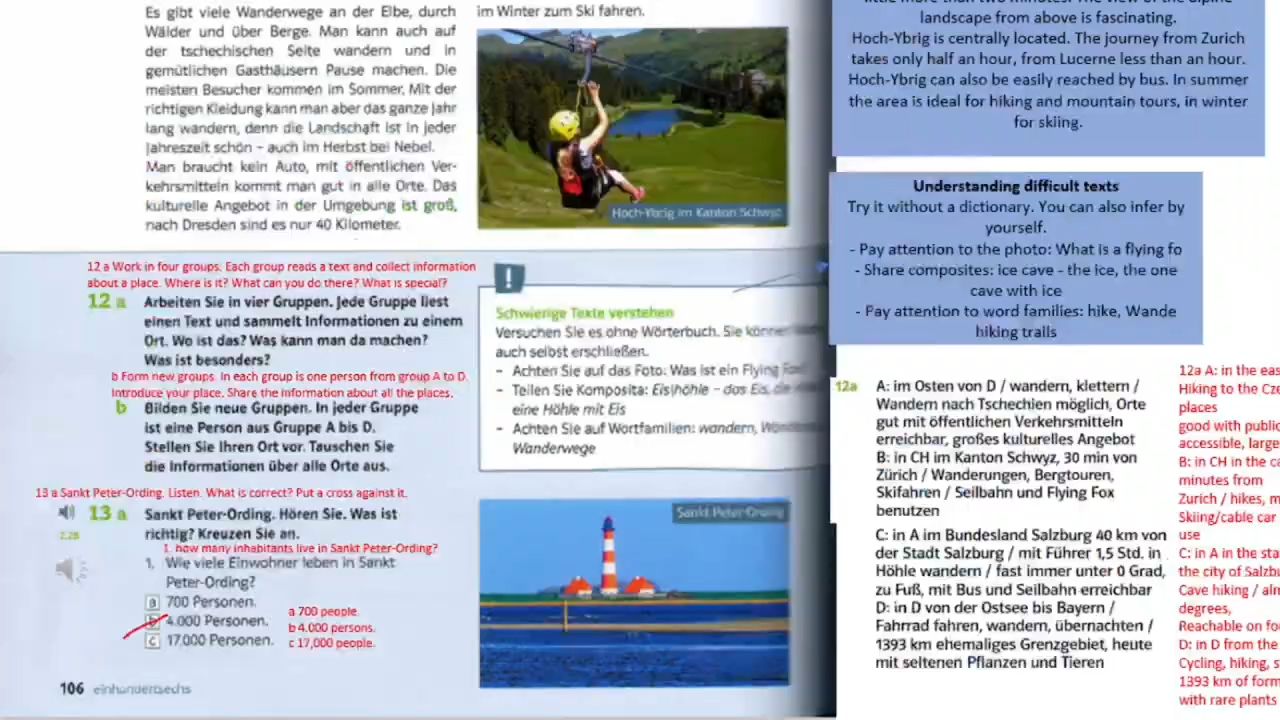 Es gibt viele Wanderwege an der Elbe, durch
Wälder und über Berge. Man kann auch auf
der tschechischen Seite wandern und in
gemütlichen Gasthäusern Pause machen. Die
meisten Besucher kommen im Sommer. Mit der
richtigen Kleidung kann man aber das ganze Jahr
lang wandern, denn die Landschaft ist in jeder
Jahreszeit schön – auch im Herbst bei Nebel.
Man braucht kein Auto, mit öffentlichen Ver-
kehrsmitteln kommt man gut in alle Orte. Das
kulturelle Angebot in der Umgebung ist groß,
nach Dresden sind es nur 40 Kilometer.
im Winter zum Ski fahren.
Hoch-Ybrig im Kanton Schwyz
little more than two minutes. The view of the alpine
landscape from above is fascinating.
Hoch-Ybrig is centrally located. The journey from Zurich
takes only half an hour, from Lucerne less than an hour.
Hoch-Ybrig can also be easily reached by bus. In summer
the area is ideal for hiking and mountain tours, in winter
for skiing.
Understanding difficult texts
Try it without a dictionary. You can also infer by
yourself.
- Pay attention to the photo: What is a flying fo
- Share composites: ice cave - the ice, the one
cave with ice
- Pay attention to word families: hike, Wande
hiking trails
12 a Work in four groups. Each group reads a text and collect information
about a place. Where is it? What can you do there? What is special?
12 a Arbeiten Sie in vier Gruppen. Jede Gruppe liest
einen Text und sammelt Informationen zu einem
Ort. Wo ist das? Was kann man da machen?
Was ist besonders?
b Form new groups. In each group is one person from group A to D.
Introduce your place. Share the information about all the places.
b Bilden Sie neue Gruppen. In jeder Gruppe
ist eine Person aus Gruppe A bis D.
Stellen Sie Ihren Ort vor. Tauschen Sie
die Informationen über alle Orte aus.
!
Schwierige Texte verstehen
Versuchen Sie es ohne Wörterbuch. Sie können
auch selbst erschließen.
– Achten Sie auf das Foto: Was ist ein Flying
– Teilen Sie Komposita: Eis|höhle – das Eis, die
eine Höhle mit Eis
– Achten Sie auf Wortfamilien: wandern,
Wanderwege
13 a Sankt Peter-Ording. Listen. What is correct? Put a cross against it.
13 a Sankt Peter-Ording. Hören Sie. Was ist
2.28
richtig? Kreuzen Sie an.
1. how many inhabitants live in Sankt Peter-Ording?
1. Wie viele Einwohner leben in Sankt
Peter-Ording?
a 700 Personen.
b 4.000 Personen.
c 17.000 Personen.
a 700 people.
b 4.000 persons.
c 17,000 people.
106 einhundertsechs
Sankt Peter-Ording
12a A: im Osten von D / wandern, klettern /
Wandern nach Tschechien möglich, Orte
gut mit öffentlichen Verkehrsmitteln
erreichbar, großes kulturelles Angebot
B: in CH im Kanton Schwyz, 30 min von
Zürich / Wanderungen, Bergtouren,
Skifahren / Seilbahn und Flying Fox
benutzen
C: in A im Bundesland Salzburg 40 km von
der Stadt Salzburg / mit Führer 1,5 Std. in
Höhle wandern / fast immer unter 0 Grad,
zu Fuß, mit Bus und Seilbahn erreichbar
D: in D von der Ostsee bis Bayern /
Fahrrad fahren, wandern, übernachten /
1393 km ehemaliges Grenzgebiet, heute
mit seltenen Pflanzen und Tieren
12a A: in the eas
Hiking to the Cze
places
good with public
accessible, large
B: in CH in the ca
minutes from
Zurich / hikes, m
Skiing/cable car
use
C: in A in the sta
the city of Salzbu
Cave hiking / alm
degrees,
Reachable on fo
D: in D from the
Cycling, hiking, s
1393 km of form
with rare plants